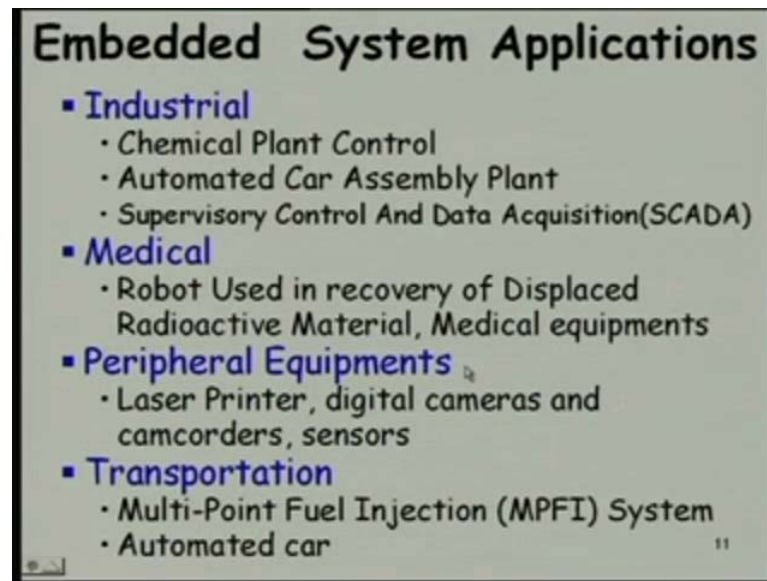 Embedded System Applications
▪ Industrial
· Chemical Plant Control
· Automated Car Assembly Plant
· Supervisory Control And Data Acquisition(SCADA)
▪ Medical
· Robot Used in recovery of Displaced
Radioactive Material, Medical equipments
▪ Peripheral Equipments
· Laser Printer, digital cameras and
camcorders, sensors
▪ Transportation
· Multi-Point Fuel Injection (MPFI) System
· Automated car
11